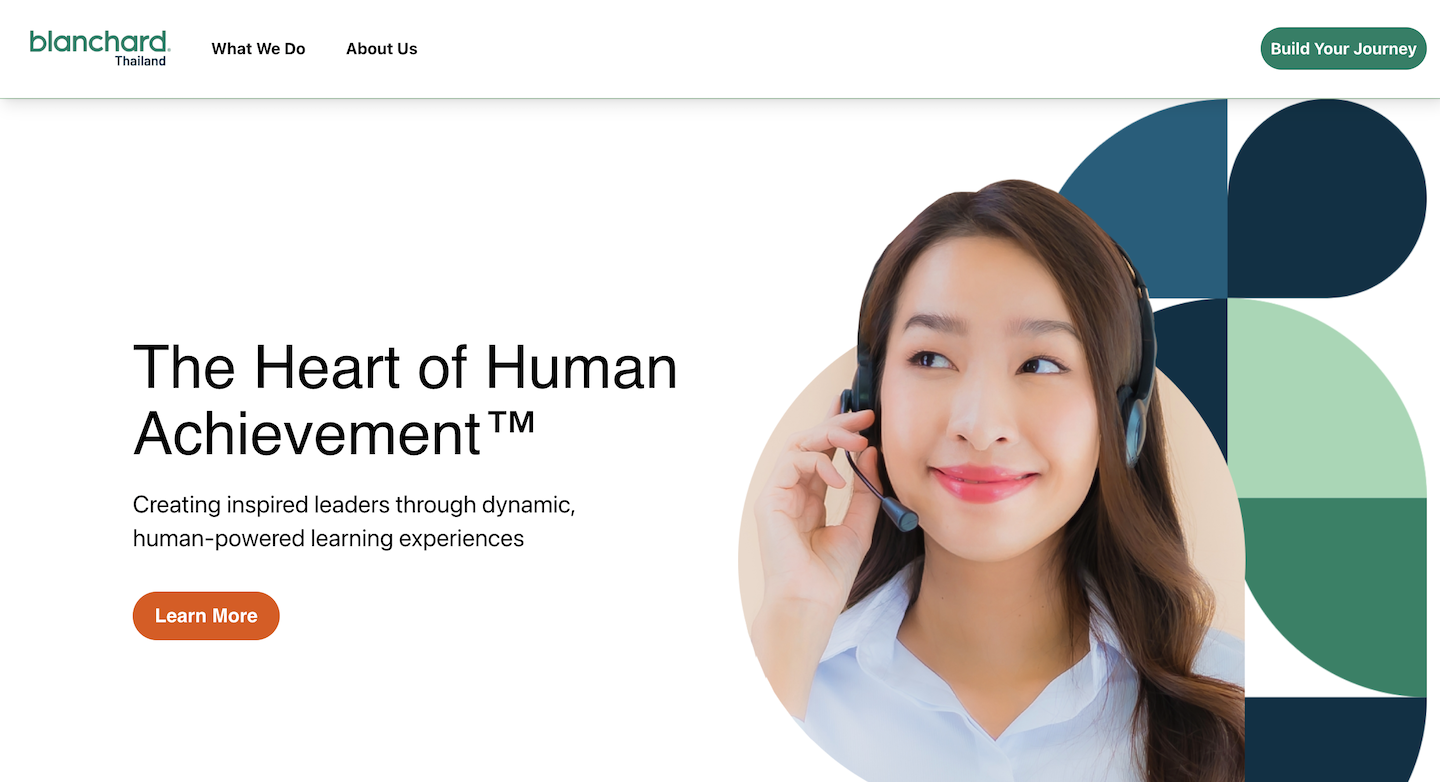 blanchard®
Thailand
What We Do
About Us
Build Your Journey
The Heart of Human
Achievement™
Creating inspired leaders through dynamic,
human-powered learning experiences
Learn More